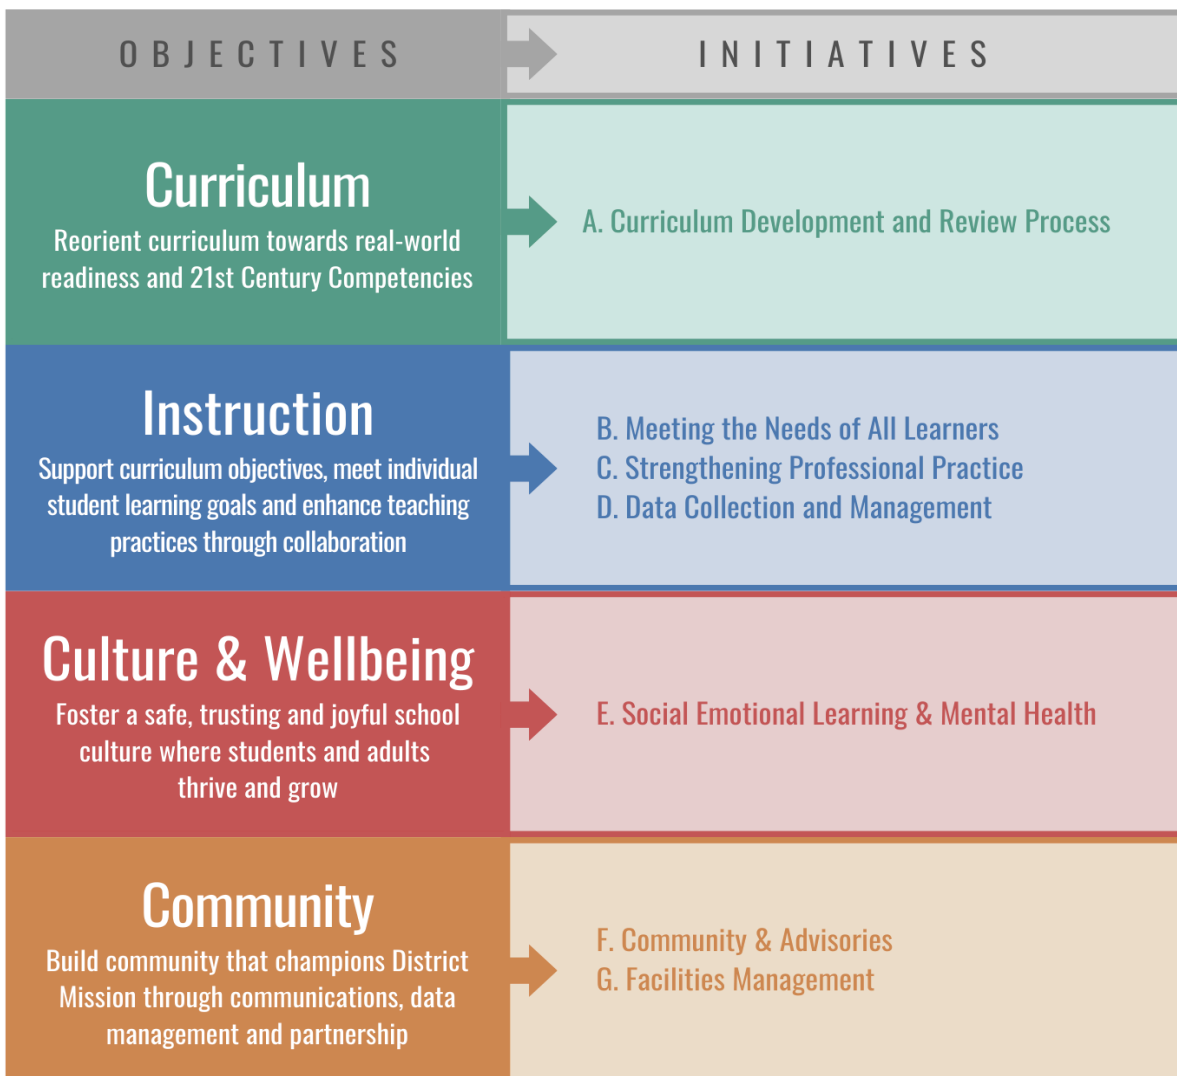 OBJECTIVES
INITIATIVES
Curriculum
Reorient curriculum towards real-world
readiness and 21st Century Competencies
A. Curriculum Development and Review Process
Instruction
Support curriculum objectives, meet individual
student learning goals and enhance teaching
practices through collaboration
B. Meeting the Needs of All Learners
C. Strengthening Professional Practice
D. Data Collection and Management
Culture & Wellbeing
Foster a safe, trusting and joyful school
culture where students and adults
thrive and grow
E. Social Emotional Learning & Mental Health
Community
Build community that champions District
Mission through communications, data
management and partnership
F. Community & Advisories
G. Facilities Management